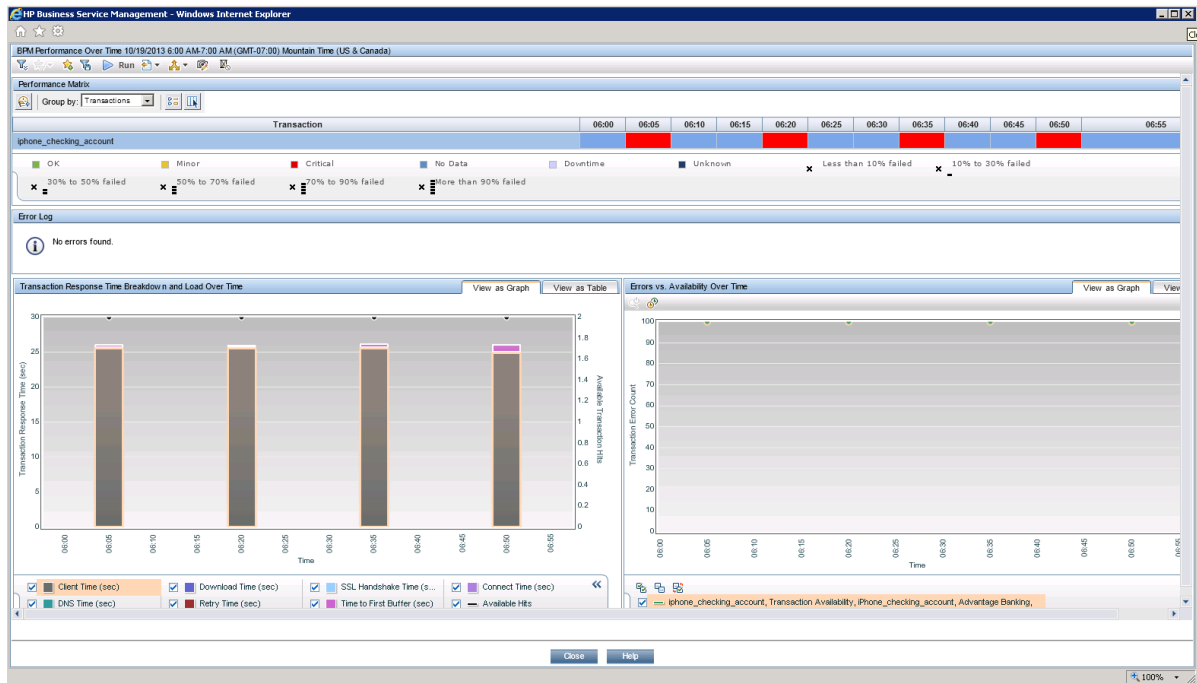 HP Business Service Management - Windows Internet Explorer
BPM Performance Over Time 10/19/2013 6:00 AM-7:00 AM (GMT-07:00) Mountain Time (US & Canada)
Run
Performance Matrix
Group by: Transactions
Transaction 06:00 06:05 06:10 06:15 06:20 06:25 06:30 06:35 06:40 06:45 06:50 06:55
iphone_checking_account
OK Minor Critical No Data Downtime Unknown Less than 10% failed 10% to 30% failed
30% to 50% failed 50% to 70% failed 70% to 90% failed More than 90% failed
Error Log
No errors found.
Transaction Response Time Breakdown and Load Over Time View as Graph View as Table
30
25
20
15
10
5
0
Transaction Response Time (sec)
2
1.8
1.6
1.4
1.2
1
0.8
0.6
0.4
0.2
0
Available Transaction Hits
06:00 06:05 06:10 06:15 06:20 06:25 06:30 06:35 06:40 06:45 06:50 06:55
Time
Client Time (sec) Download Time (sec) SSL Handshake Time (s... Connect Time (sec)
DNS Time (sec) Retry Time (sec) Time to First Buffer (sec) Available Hits
Errors vs. Availability Over Time View as Graph View
100
90
80
70
60
50
40
30
20
10
0
Transaction Error Count
06:00 06:05 06:10 06:15 06:20 06:25 06:30 06:35 06:40 06:45 06:50 06:55
Time
iphone_checking_account, Transaction Availability, iPhone_checking_account, Advantage Banking,
Close Help
100%